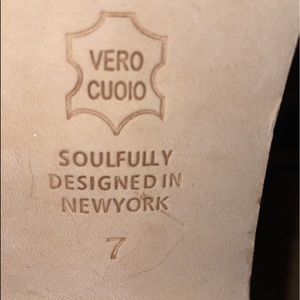 VERO
CUOIO
SOULFULLY
DESIGNED IN
NEWYORK
7